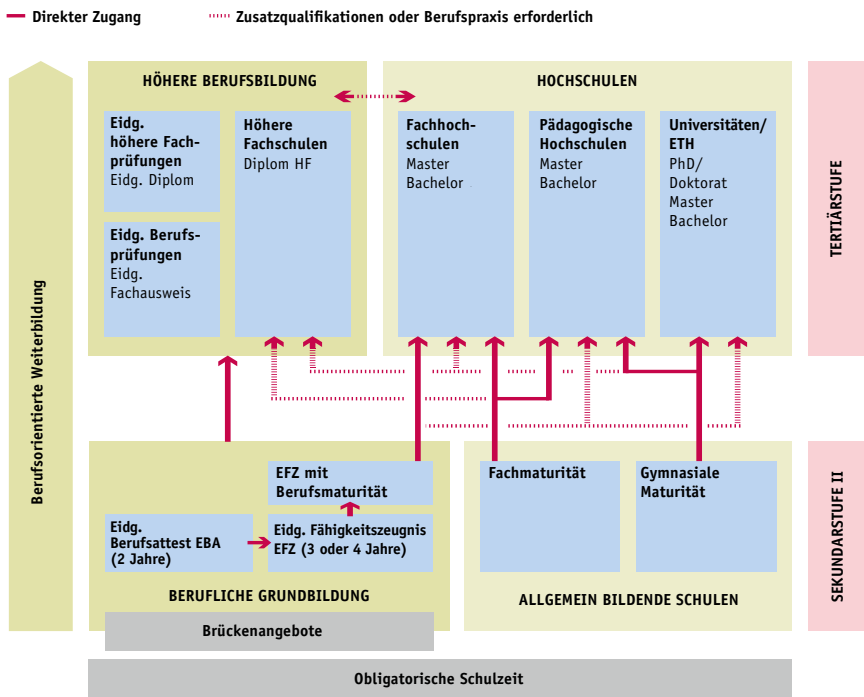 Direkter Zugang
Zusatzqualifikationen oder Berufspraxis erforderlich
HÖHERE BERUFSBILDUNG
HOCHSCHULEN
Eidg.
höhere Fach-
prüfungen
Eidg. Diplom
Höhere
Fachschulen
Diplom HF
Fachhoch-
schulen
Master
Bachelor
Pädagogische
Hochschulen
Master
Bachelor
Universitäten/
ETH
PhD/
Doktorat
Master
Bachelor
Eidg. Berufs-
prüfungen
Eidg.
Fachausweis
TERTIÄRSTUFE
Berufsorientierte Weiterbildung
EFZ mit
Berufsmaturität
Fachmaturität
Gymnasiale
Maturität
Eidg.
Berufsattest EBA
(2 Jahre)
Eidg. Fähigkeitszeugnis
EFZ (3 oder 4 Jahre)
SEKUNDARSTUFE II
BERUFLICHE GRUNDBILDUNG
ALLGEMEIN BILDENDE SCHULEN
Brückenangebote
Obligatorische Schulzeit